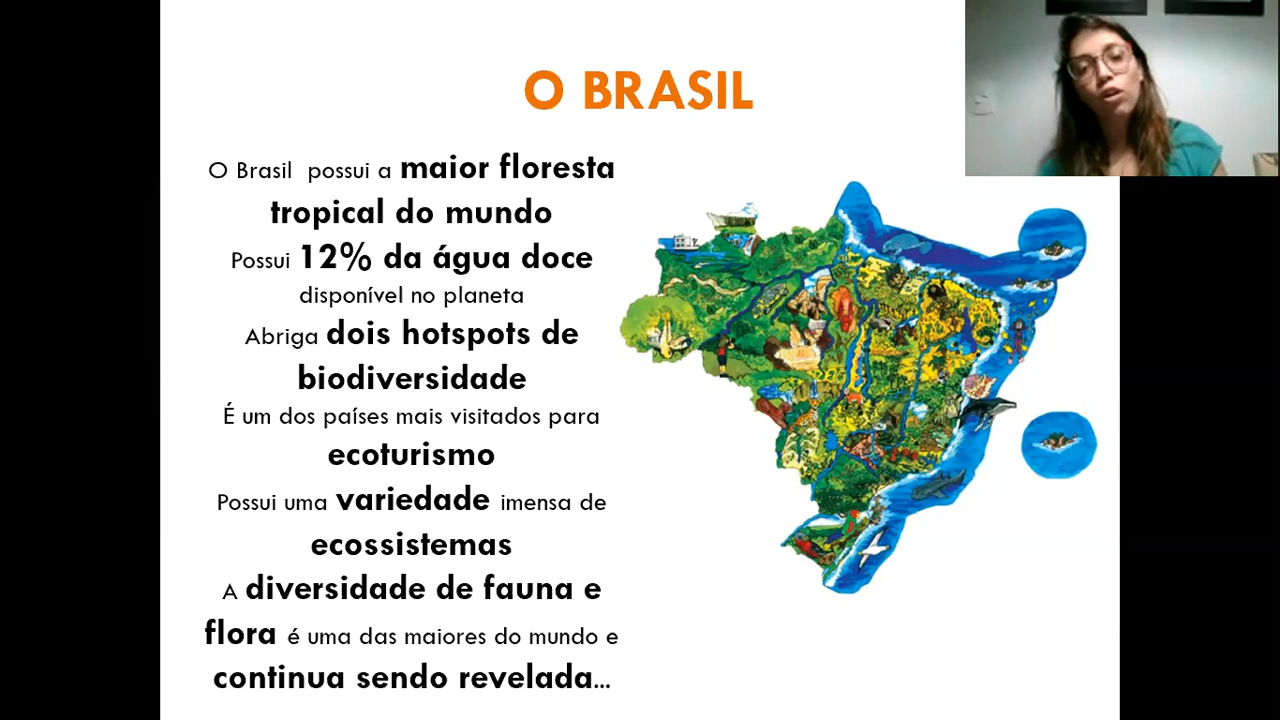 O BRASIL
O Brasil possui a maior floresta
tropical do mundo
Possui 12% da água doce
disponível no planeta
Abriga dois hotspots de
biodiversidade
É um dos países mais visitados para
ecoturismo
Possui uma variedade imensa de
ecossistemas
A diversidade de fauna e
flora é uma das maiores do mundo e
continua sendo revelada...